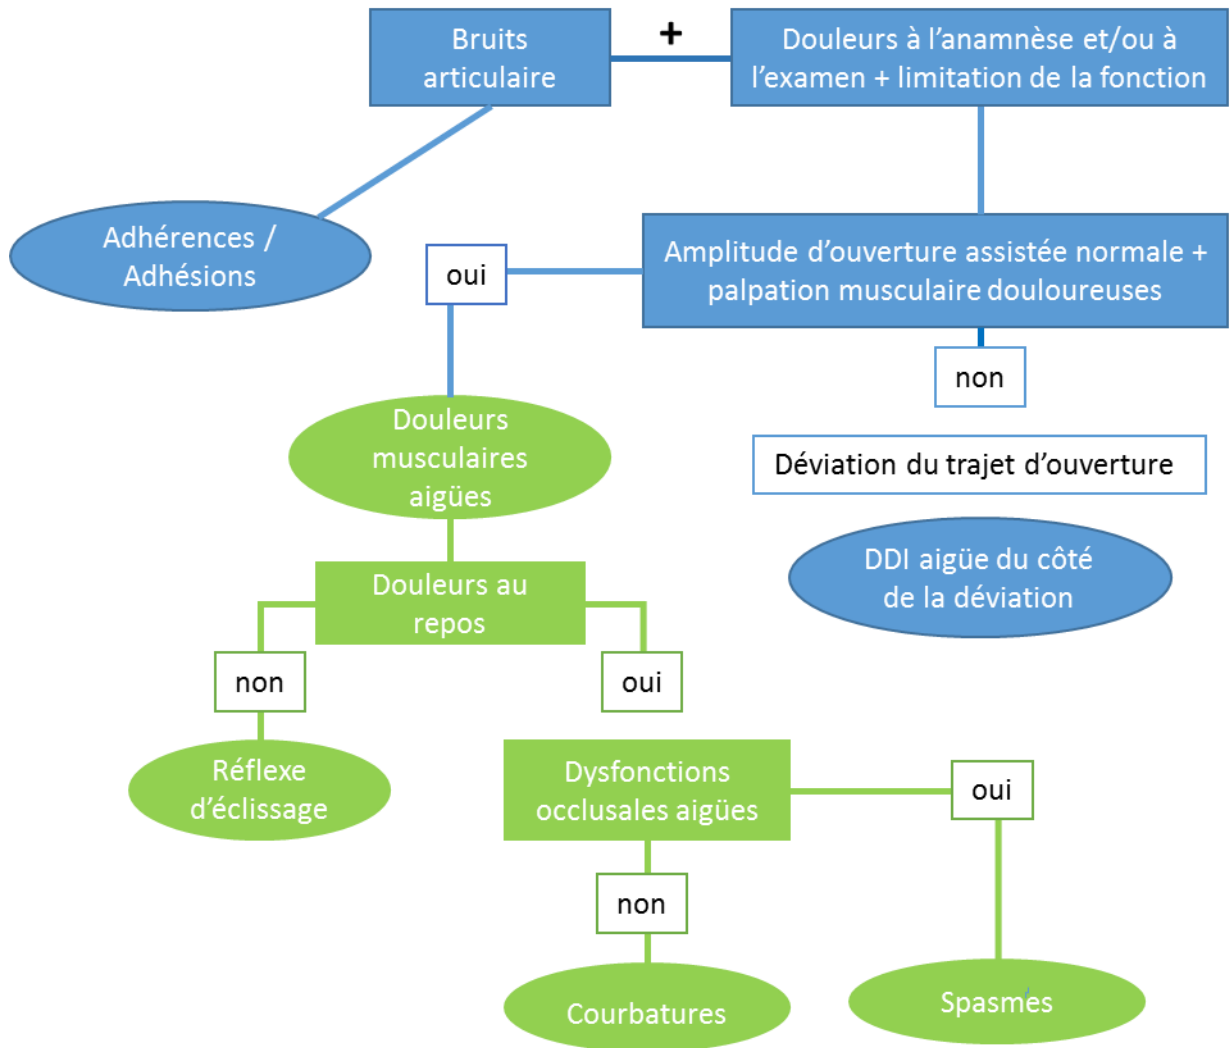 Bruits
articulaire
+
Douleurs à l'anamnèse et/ou à
l'examen + limitation de la fonction
Adhérences /
Adhésions
oui
Amplitude d'ouverture assistée normale +
palpation musculaire douloureuses
non
Douleurs
musculaires
aigües
Déviation du trajet d'ouverture
DDI aigüe du côté
de la déviation
Douleurs au
repos
non
oui
Réflexe
d'éclissage
Dysfonctions
occlusales aigües
oui
non
Courbatures
Spasmes